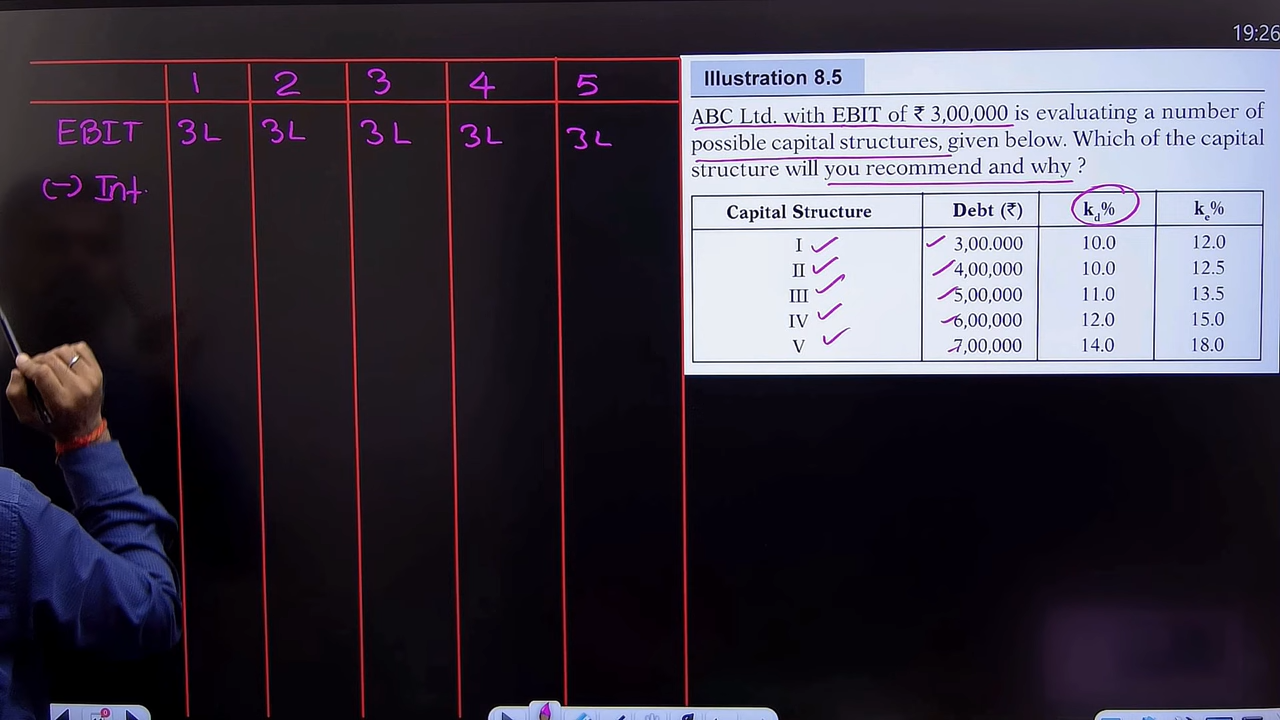 19:26
1 2 3 4 5
EBIT 3L 3L 3L 3L 3L
(-) Int.
Illustration 8.5
ABC Ltd. with EBIT of ₹ 3,00,000 is evaluating a number of
possible capital structures, given below. Which of the capital
structure will you recommend and why ?
Capital Structure Debt (₹) kd% ke%
I 3,00.000 10.0 12.0
II 4,00,000 10.0 12.5
III 5,00,000 11.0 13.5
IV 6,00,000 12.0 15.0
V 7,00,000 14.0 18.0